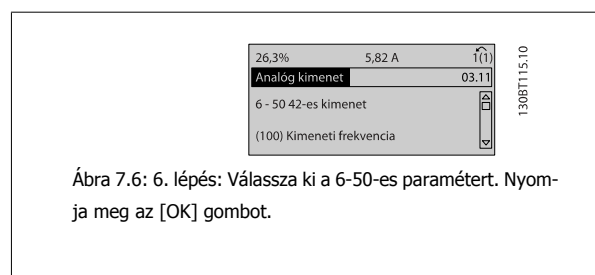 26,3% 5,82 A 1(1)
Analóg kimenet 03.11
6 - 50 42-es kimenet
(100) Kimeneti frekvencia
130BT115.10
Ábra 7.6: 6. lépés: Válassza ki a 6-50-es paramétert. Nyom-
ja meg az [OK] gombot.